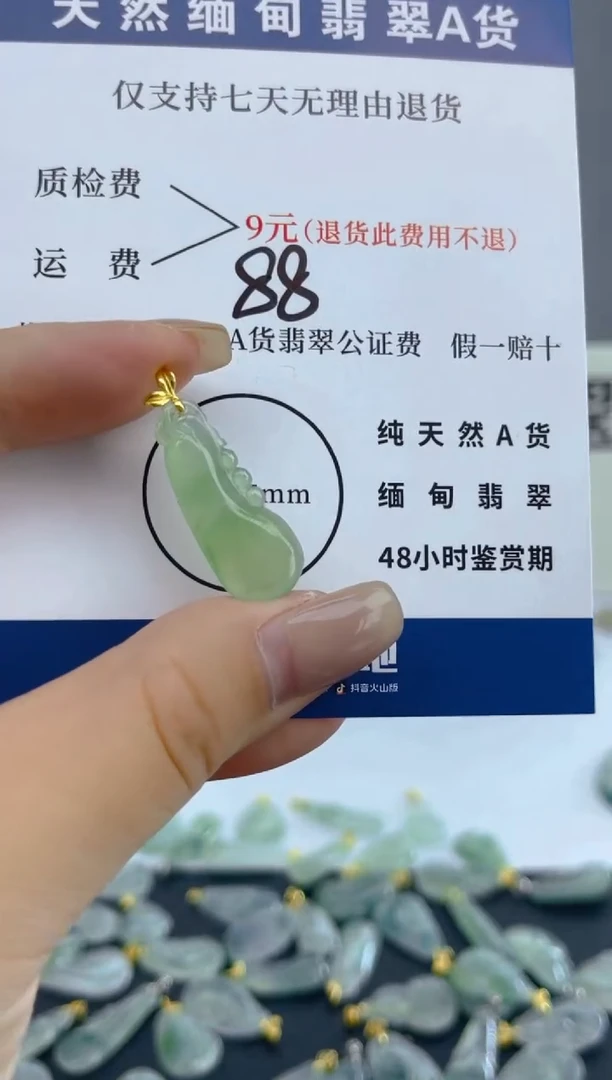 天然缅甸翡翠A货
仅支持七天无理由退货
质检费
9元(退货此费用不退)
运费
88
A货翡翠公证费 假一赔十
纯天然A货
mm
缅甸翡翠
48小时鉴赏期
抖音火山版